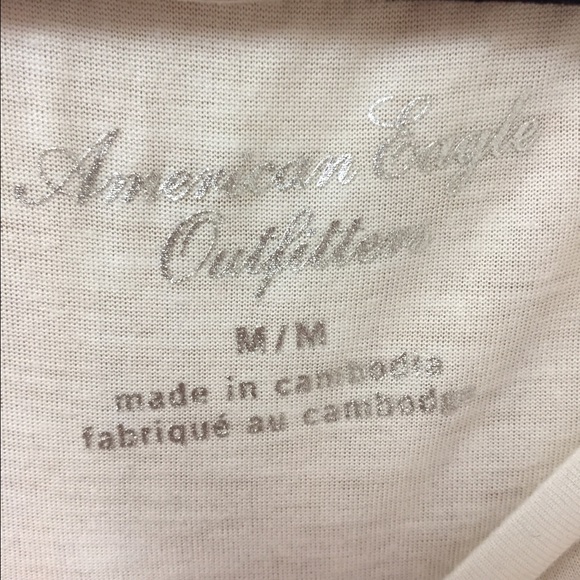 American Eagle
Outfitters
M/M
made in cambodia
fabriqué au cambodge